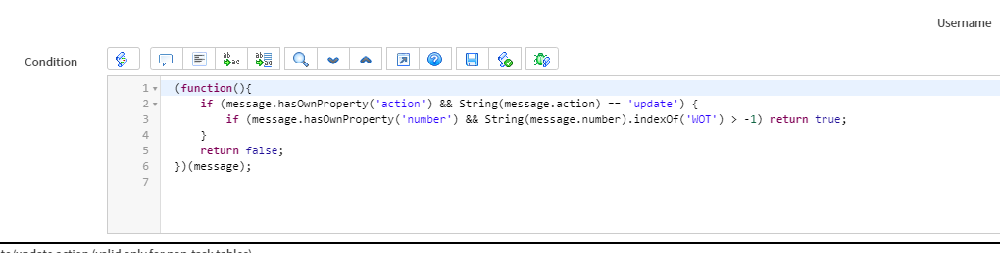 Username
Condition
1 (function(){
2 if (message.hasOwnProperty('action') && String(message.action) == 'update') {
3 if (message.hasOwnProperty('number') && String(message.number).indexOf('WOT') > -1) return true;
4 }
5 return false;
6 })(message);
7